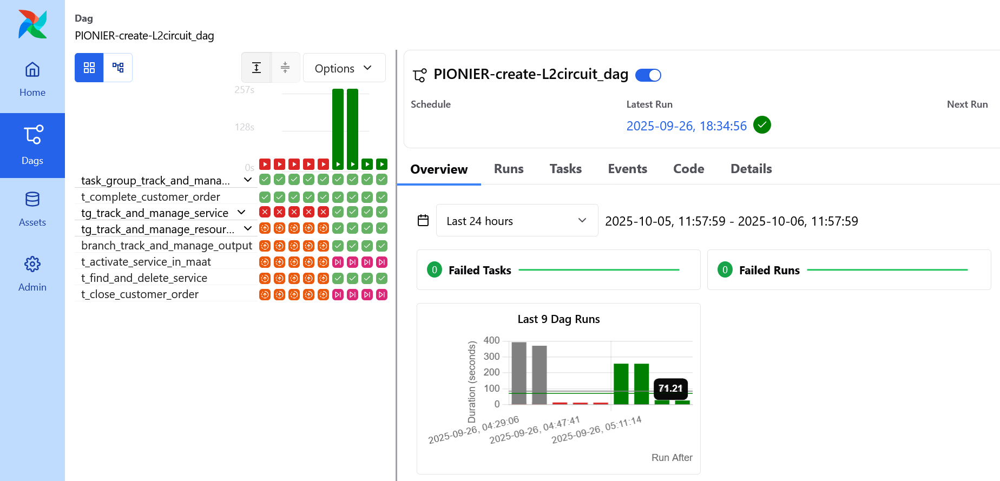 Home
Dags
Assets
Admin
Dag
PIONIER-create-L2circuit_dag
Options
257s
128s
0s
task_group_track_and_mana...
t_complete_customer_order
tg_track_and_manage_service
tg_track_and_manage_resour...
branch_track_and_manage_output
t_activate_service_in_maat
t_find_and_delete_service
t_close_customer_order
PIONIER-create-L2circuit_dag
Schedule
Latest Run
Next Run
2025-09-26, 18:34:56
Overview Runs Tasks Events Code Details
Last 24 hours
2025-10-05, 11:57:59 - 2025-10-06, 11:57:59
0 Failed Tasks
0 Failed Runs
Last 9 Dag Runs
Duration (seconds)
400
300
200
100
0
71.21
2025-09-26, 04:29:06
2025-09-26, 04:47:41
2025-09-26, 05:11:14
Run After